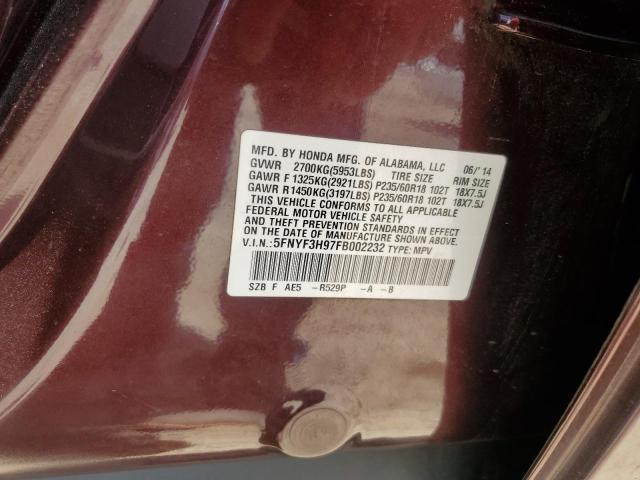 MFD. BY HONDA MFG. OF ALABAMA, LLC 06/'14
GVWR 2700KG(5953LBS) TIRE SIZE RIM SIZE
GAWR F 1325KG(2921LBS) P235/60R18 102T 18X7.5J
GAWR R1450KG(3197LBS) P235/60R18 102T 18X7.5J
THIS VEHICLE CONFORMS TO ALL APPLICABLE
FEDERAL MOTOR VEHICLE SAFETY
AND THEFT PREVENTION STANDARDS IN EFFECT
ON THE DATE OF MANUFACTURE SHOWN ABOVE.
V.I.N.: 5FNYF3H97FB002232 TYPE: MPV
SZB F AE5 -R529P -A -B